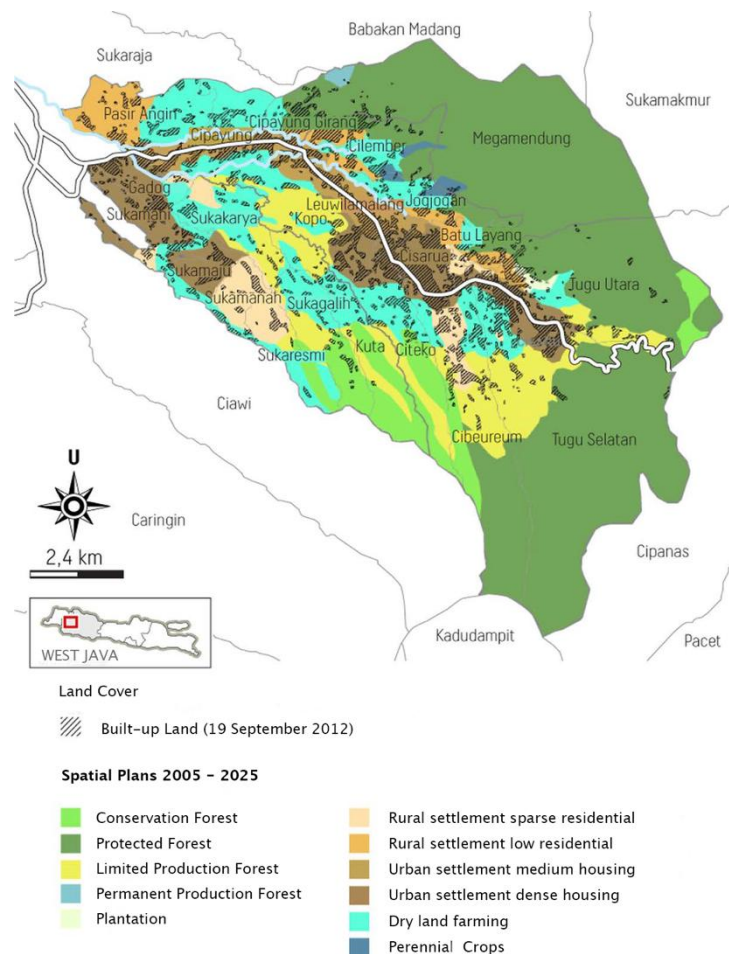 Babakan Madang
Sukaraja
Sukamakmur
Pasir Angin
Cipayung Girang
Megamendung
Cipayung
Cilember
Gadog
Leuwilamalang
Jogjogan
Sukamahi
Sukakarya
Kopo
Batu Layang
Cisarua
Sukamaju
Jugu Utara
Sukamanah
Sukagalih
Sukaresmi
Kuta
Citeko
Ciawi
Cibeureum
Tugu Selatan
U
Caringin
2,4 km
Cipanas
Kadudampit
Pacet
WEST JAVA
Land Cover
Built-up Land (19 September 2012)
Spatial Plans 2005 - 2025
Conservation Forest
Protected Forest
Limited Production Forest
Permanent Production Forest
Plantation
Rural settlement sparse residential
Rural settlement low residential
Urban settlement medium housing
Urban settlement dense housing
Dry land farming
Perennial Crops